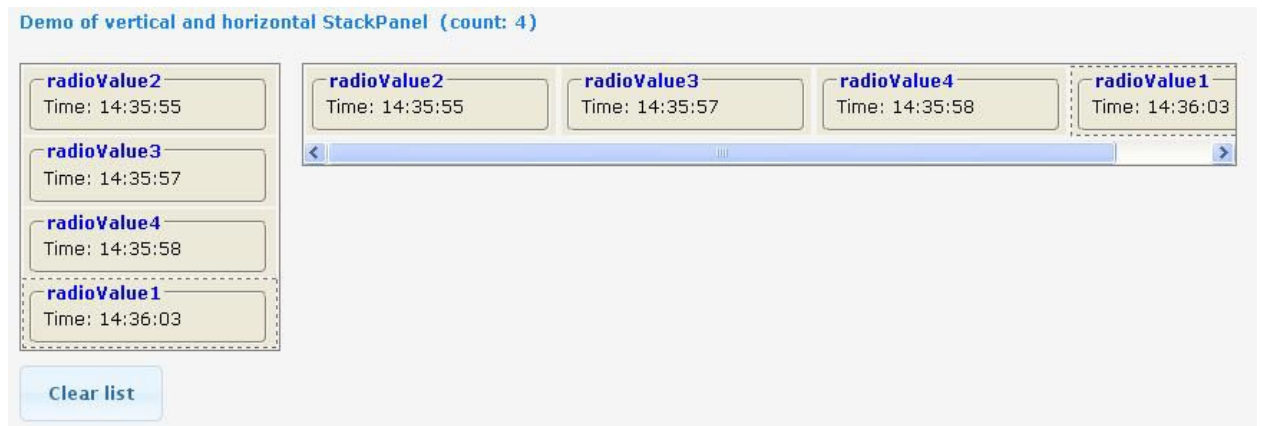 Demo of vertical and horizontal StackPanel (count: 4)
radioValue2
Time: 14:35:55
radioValue3
Time: 14:35:57
radioValue4
Time: 14:35:58
radioValue1
Time: 14:36:03
radioValue2
Time: 14:35:55
radioValue3
Time: 14:35:57
radioValue4
Time: 14:35:58
radioValue1
Time: 14:36:03
Clear list